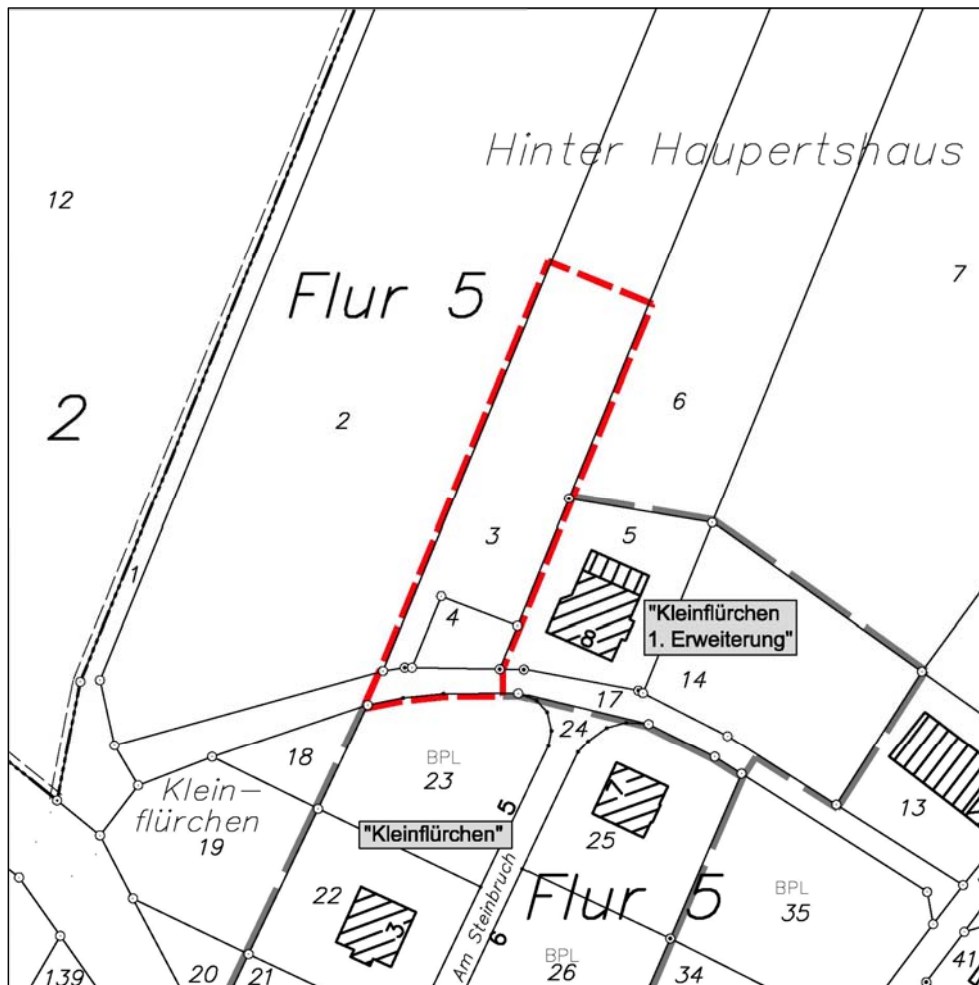 Hinter Haupertshaus
12
7
Flur 5
2
2
6
3
5
1
4
8
"Kleinflürchen
1. Erweiterung"
14
17
24
18
BPL
23
Klein-
flürchen
5
7
13
"Kleinflürchen"
25
19
Am Steinbruch
Flur 5
BPL
35
22
3
6
BPL
26
139
20
21
34
41